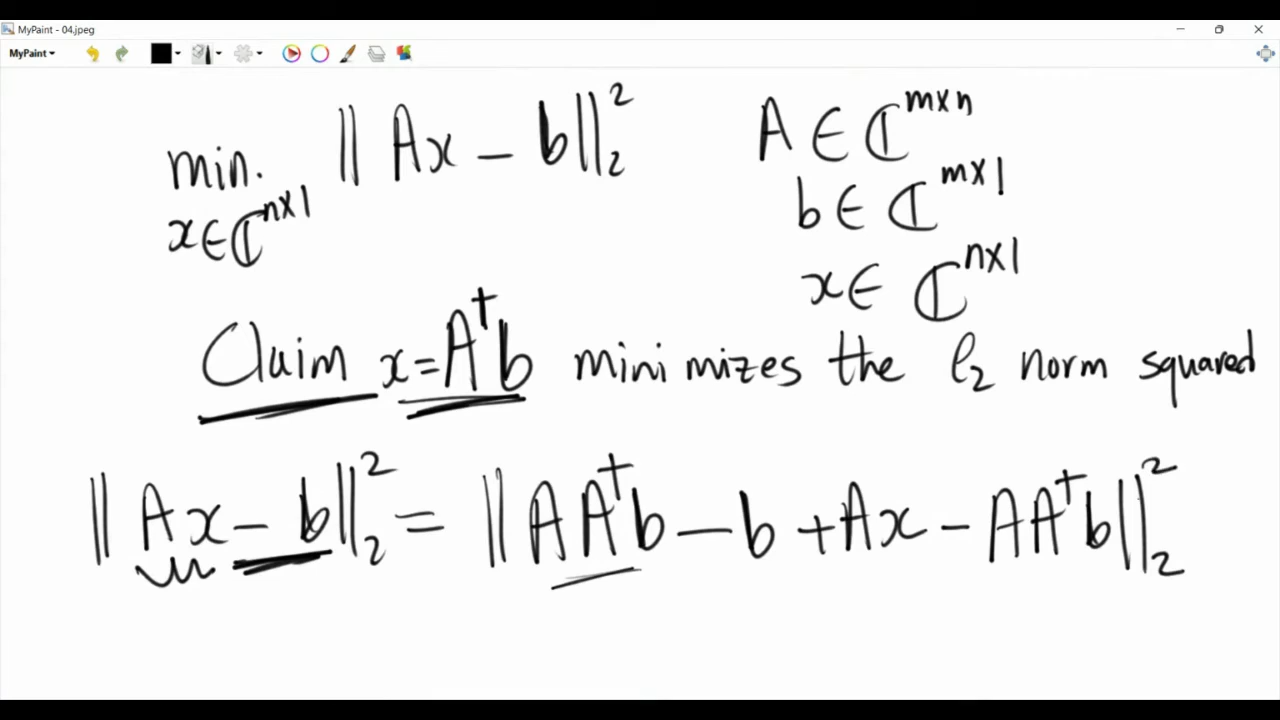 MyPaint - 04.jpeg
MyPaint
min. ‖ Ax − b ‖₂² A ∈ ℂ^{m×n}
x ∈ ℂ^{n×1} b ∈ ℂ^{m×1}
x ∈ ℂ^{n×1}
Claim x = A†b minimizes the ℓ₂ norm squared
‖ Ax − b ‖₂² = ‖ AA†b − b + Ax − AA†b ‖₂²